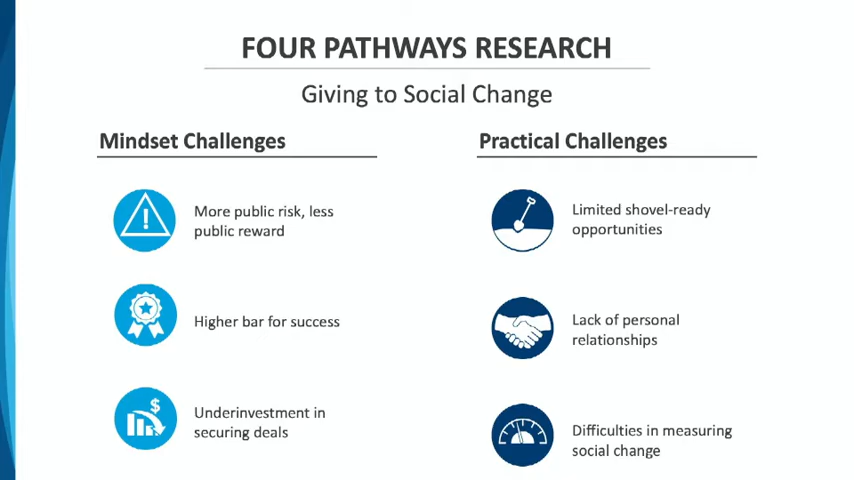 FOUR PATHWAYS RESEARCH
Giving to Social Change
Mindset Challenges
More public risk, less
public reward
Higher bar for success
Underinvestment in
securing deals
Practical Challenges
Limited shovel-ready
opportunities
Lack of personal
relationships
Difficulties in measuring
social change